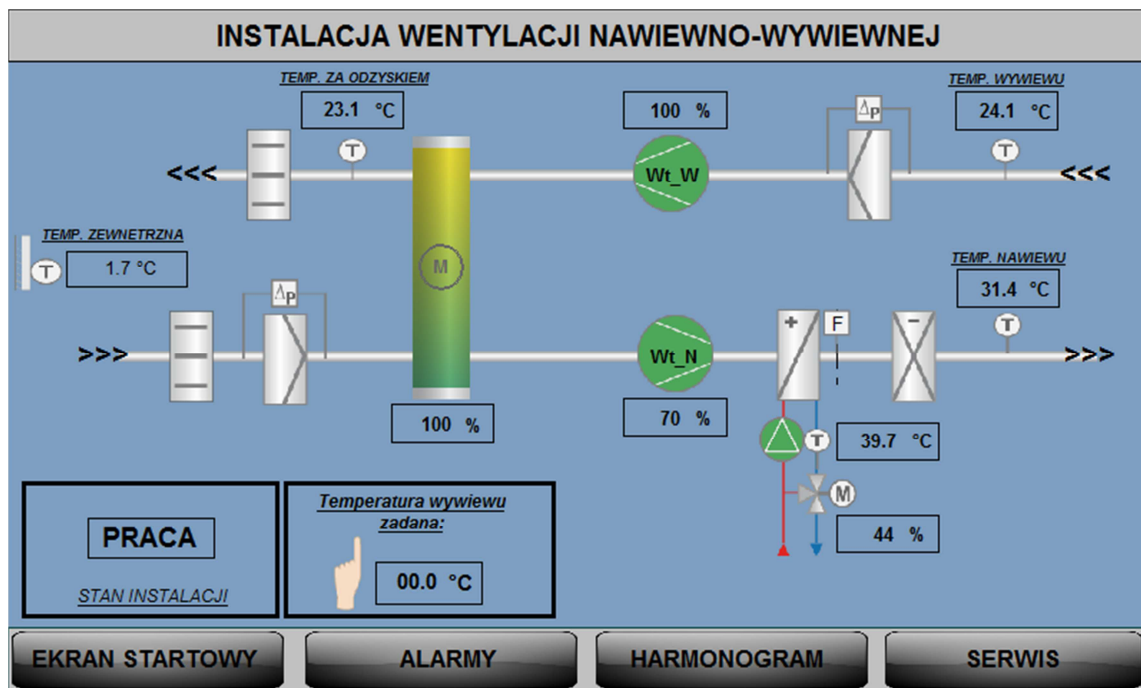 INSTALACJA WENTYLACJI NAWIEWNO-WYWIEWNEJ
TEMP. ZA ODZYSKIEM
23.1 °C
100 %
ΔP
TEMP. WYWIEWU
24.1 °C
<<<
T
Wt_W
T
<<<
TEMP. ZEWNETRZNA
T
1.7 °C
M
ΔP
TEMP. NAWIEWU
31.4 °C
>>>
Wt_N
+
F
-
T
>>>
100 %
70 %
T
39.7 °C
M
44 %
PRACA
STAN INSTALACJI
Temperatura wywiewu
zadana:
00.0 °C
EKRAN STARTOWY
ALARMY
HARMONOGRAM
SERWIS